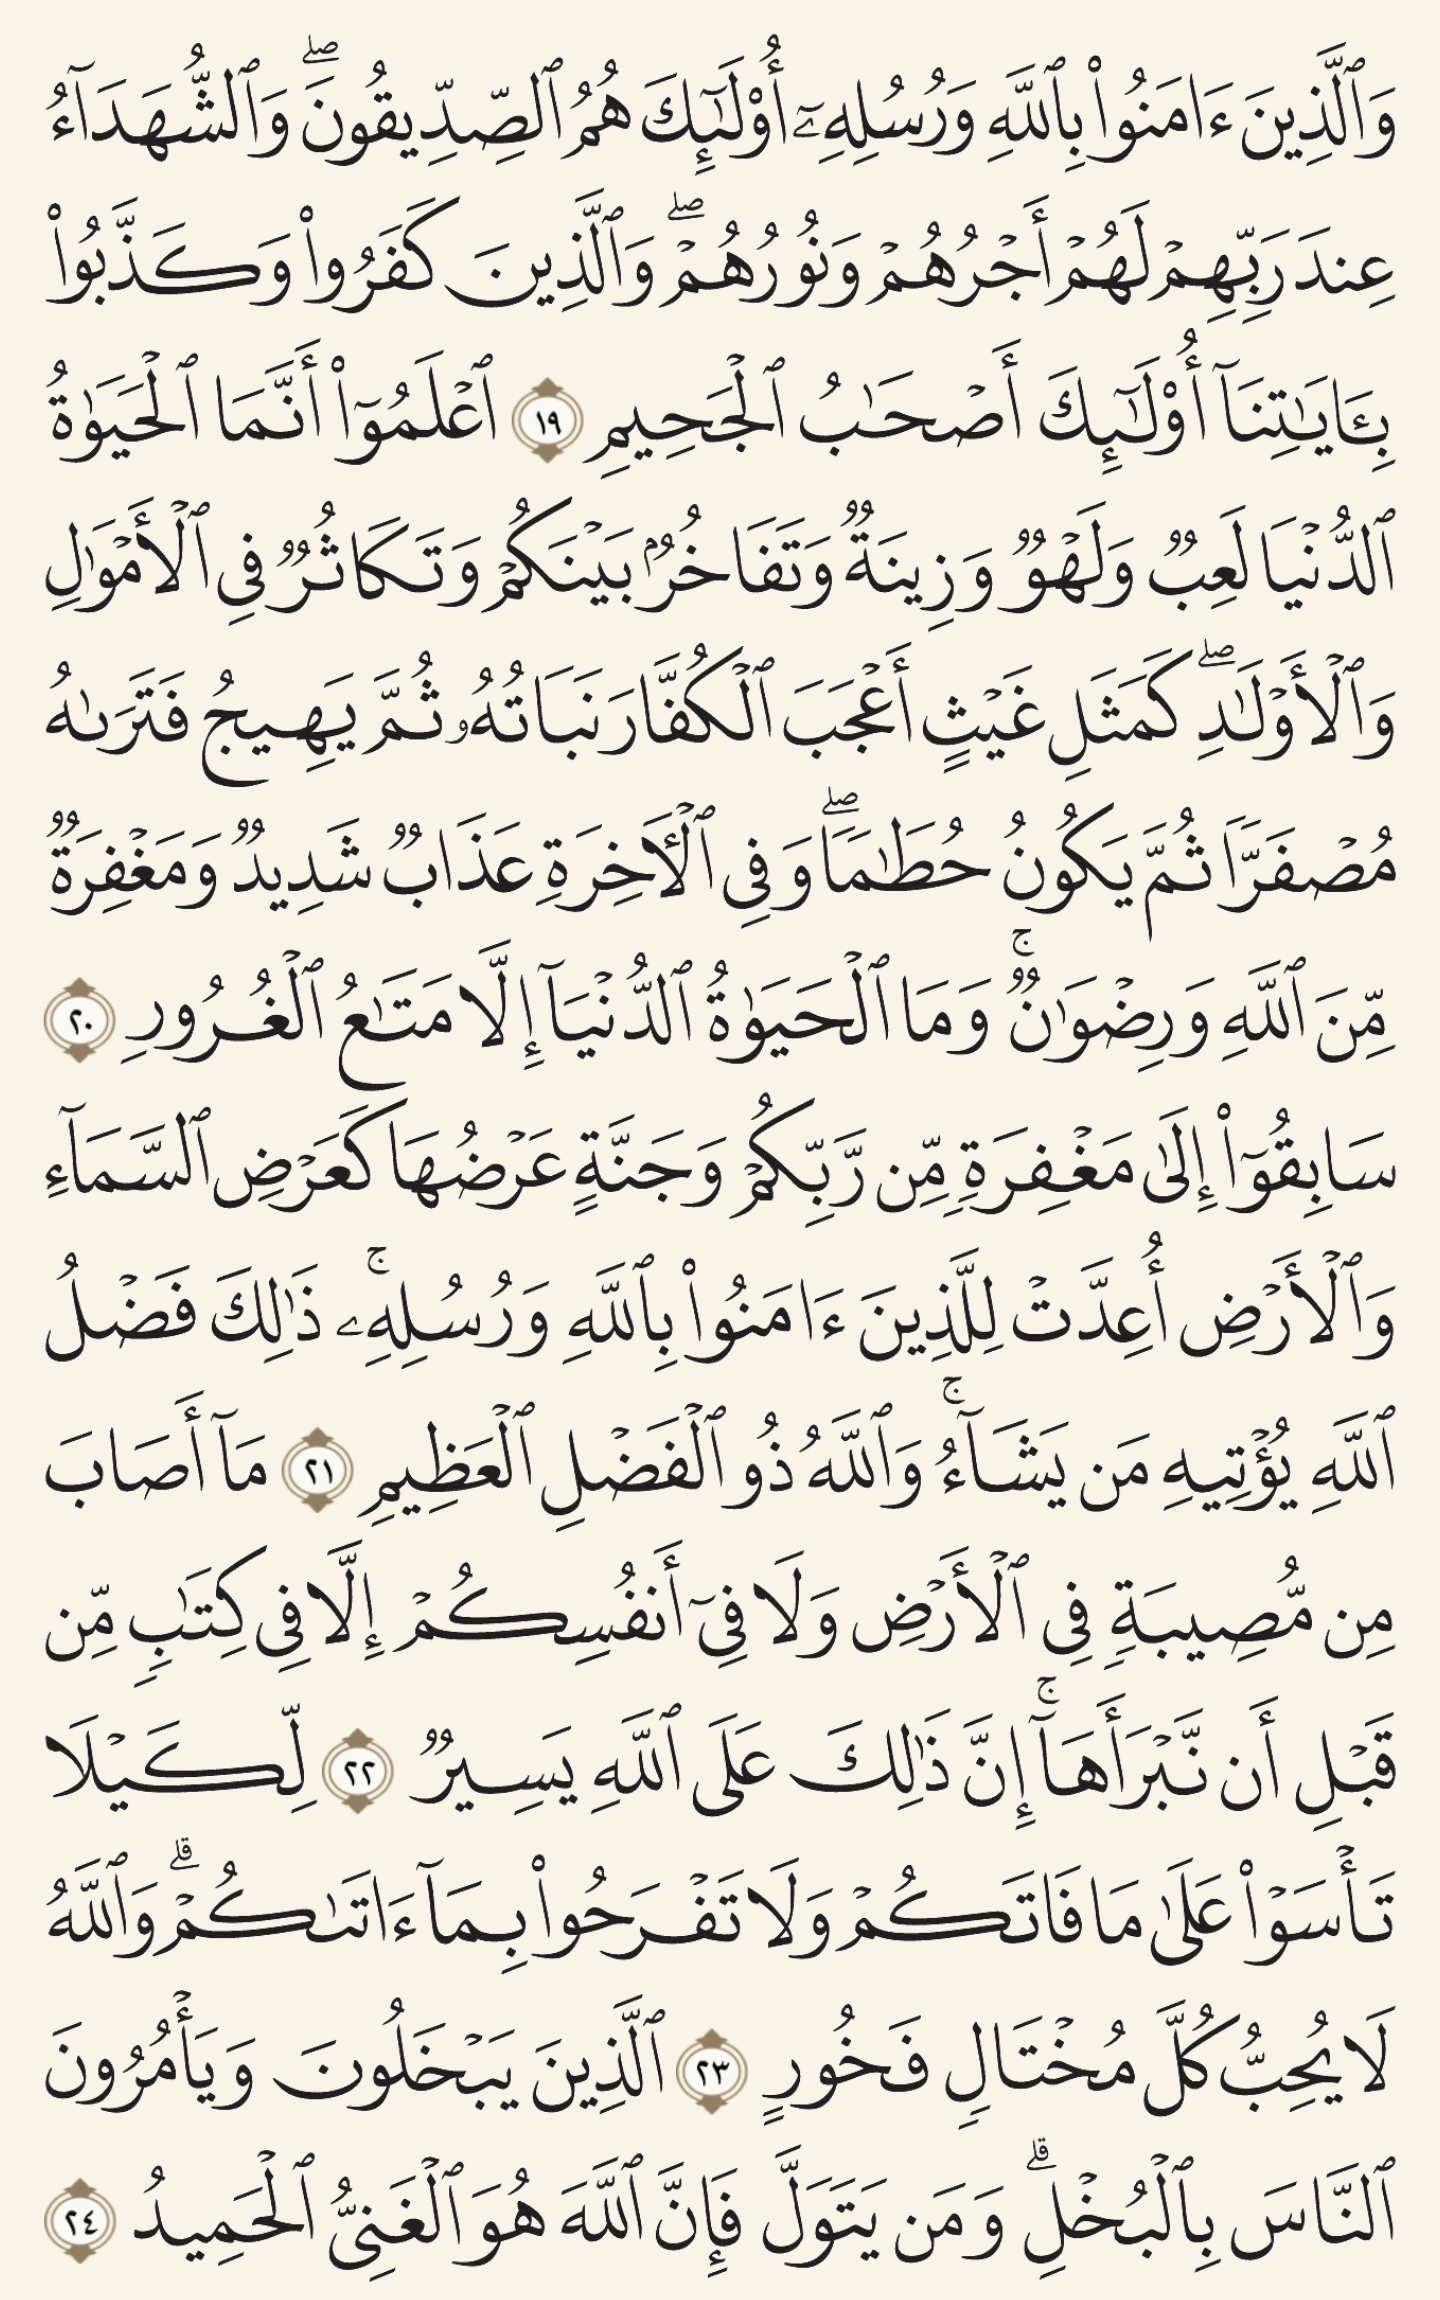 وَٱلَّذِينَ ءَامَنُوا۟ بِٱللَّهِ وَرُسُلِهِۦٓ أُو۟لَـٰٓئِكَ هُمُ ٱلصِّدِّيقُونَ ۖ وَٱلشُّهَدَآءُ
عِندَ رَبِّهِمْ لَهُمْ أَجْرُهُمْ وَنُورُهُمْ ۖ وَٱلَّذِينَ كَفَرُوا۟ وَكَذَّبُوا۟
بِـَٔايَـٰتِنَآ أُو۟لَـٰٓئِكَ أَصْحَـٰبُ ٱلْجَحِيمِ ١٩ ٱعْلَمُوٓا۟ أَنَّمَا ٱلْحَيَوٰةُ
ٱلدُّنْيَا لَعِبٌ وَلَهْوٌ وَزِينَةٌ وَتَفَاخُرٌۢ بَيْنَكُمْ وَتَكَاثُرٌ فِى ٱلْأَمْوَٰلِ
وَٱلْأَوْلَـٰدِ ۖ كَمَثَلِ غَيْثٍ أَعْجَبَ ٱلْكُفَّارَ نَبَاتُهُۥ ثُمَّ يَهِيجُ فَتَرَىٰهُ
مُصْفَرًّا ثُمَّ يَكُونُ حُطَـٰمًا ۖ وَفِى ٱلْـَٔاخِرَةِ عَذَابٌ شَدِيدٌ وَمَغْفِرَةٌ
مِّنَ ٱللَّهِ وَرِضْوَٰنٌ ۚ وَمَا ٱلْحَيَوٰةُ ٱلدُّنْيَآ إِلَّا مَتَـٰعُ ٱلْغُرُورِ ٢٠
سَابِقُوٓا۟ إِلَىٰ مَغْفِرَةٍ مِّن رَّبِّكُمْ وَجَنَّةٍ عَرْضُهَا كَعَرْضِ ٱلسَّمَآءِ
وَٱلْأَرْضِ أُعِدَّتْ لِلَّذِينَ ءَامَنُوا۟ بِٱللَّهِ وَرُسُلِهِۦ ۚ ذَٰلِكَ فَضْلُ
ٱللَّهِ يُؤْتِيهِ مَن يَشَآءُ ۚ وَٱللَّهُ ذُو ٱلْفَضْلِ ٱلْعَظِيمِ ٢١ مَآ أَصَابَ
مِن مُّصِيبَةٍ فِى ٱلْأَرْضِ وَلَا فِىٓ أَنفُسِكُمْ إِلَّا فِى كِتَـٰبٍ مِّن
قَبْلِ أَن نَّبْرَأَهَآ ۚ إِنَّ ذَٰلِكَ عَلَى ٱللَّهِ يَسِيرٌ ٢٢ لِّكَيْلَا
تَأْسَوْا۟ عَلَىٰ مَا فَاتَكُمْ وَلَا تَفْرَحُوا۟ بِمَآ ءَاتَىٰكُمْ ۗ وَٱللَّهُ
لَا يُحِبُّ كُلَّ مُخْتَالٍ فَخُورٍ ٢٣ ٱلَّذِينَ يَبْخَلُونَ وَيَأْمُرُونَ
ٱلنَّاسَ بِٱلْبُخْلِ ۗ وَمَن يَتَوَلَّ فَإِنَّ ٱللَّهَ هُوَ ٱلْغَنِىُّ ٱلْحَمِيدُ ٢٤